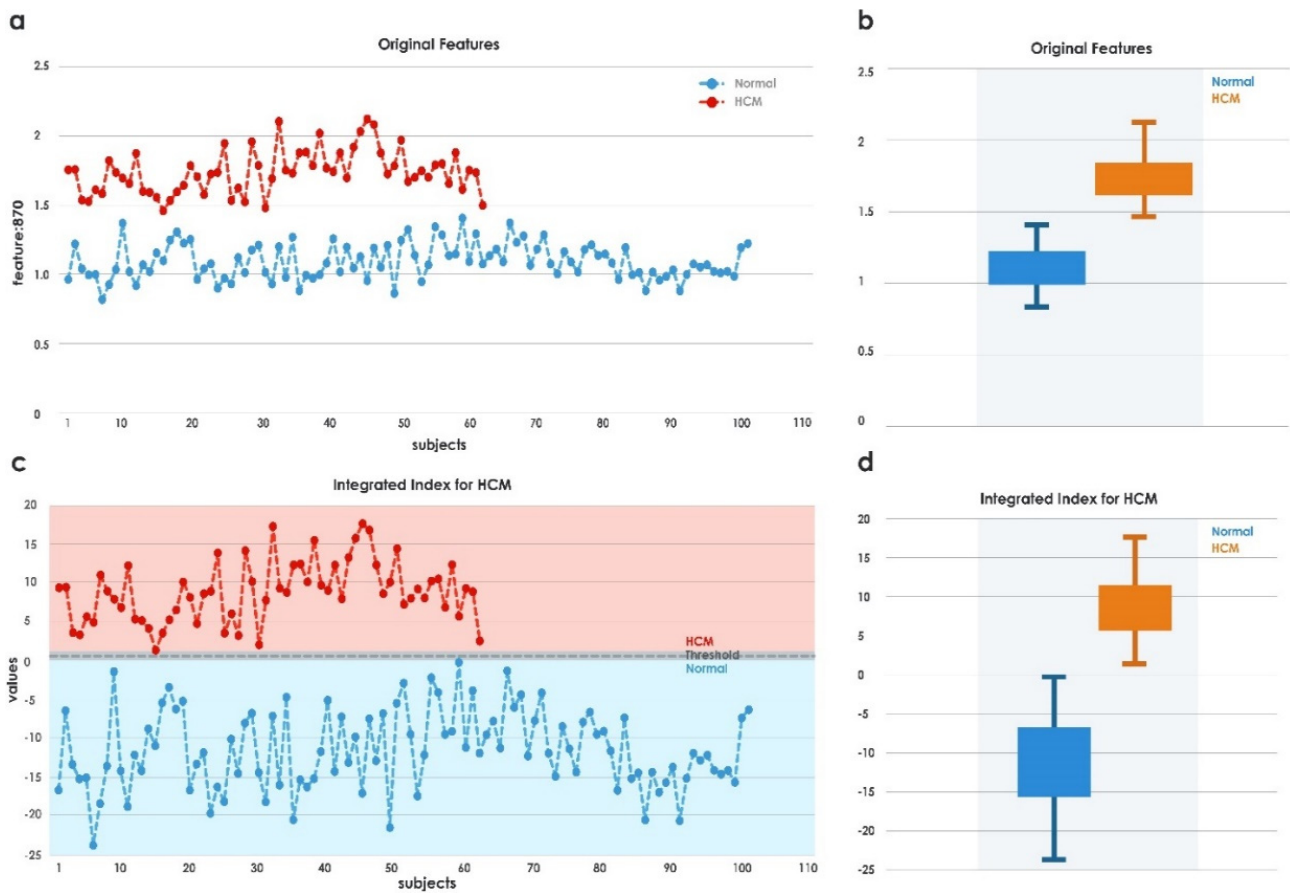 a
Original Features
2.5
2
1.5
1.0
0.5
0
feature:870
Normal
HCM
1 10 20 30 40 50 60 70 80 90 100 110
subjects
b
Original Features
2.5
2
1.5
1
0.5
0
Normal
HCM
c
Integrated Index for HCM
20
15
10
5
0
-5
-10
-15
-20
-25
values
HCM
Threshold
Normal
1 10 20 30 40 50 60 70 80 90 100 110
subjects
d
Integrated Index for HCM
20
15
10
5
0
-5
-10
-15
-20
-25
Normal
HCM